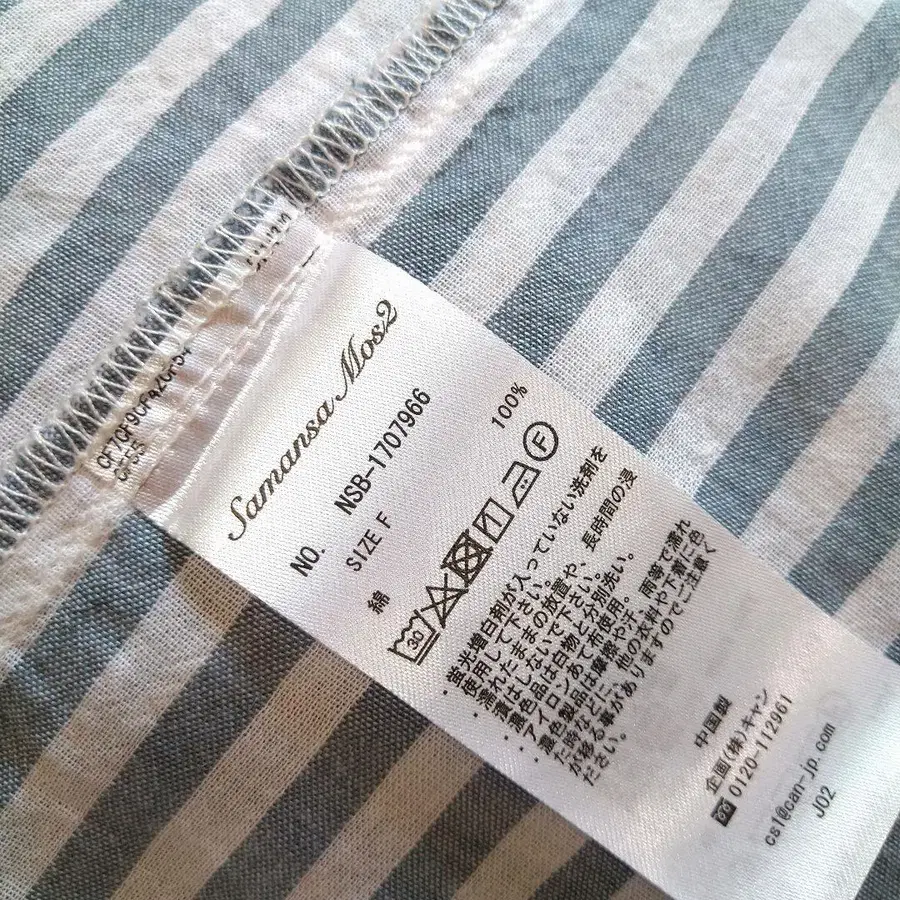 Samansa Mos2
NO. NSB-1707966
SIZE F
綿 100%
30 F
・蛍光増白剤が入っていない洗剤を
使用して下さい。
・濡れたままの放置や、長時間の浸
漬はしないで下さい。
・濃色品は白物と分別洗い。
・アイロンはあて布使用。
・濃色製品は摩擦や汗、雨等で濡れ
た時などに、他の衣料や下着に色
が移る事がありますのでご注意く
だ
中国製
企画(株)キャン
0120-112961
cs1@can-jp.com
J02
CF55